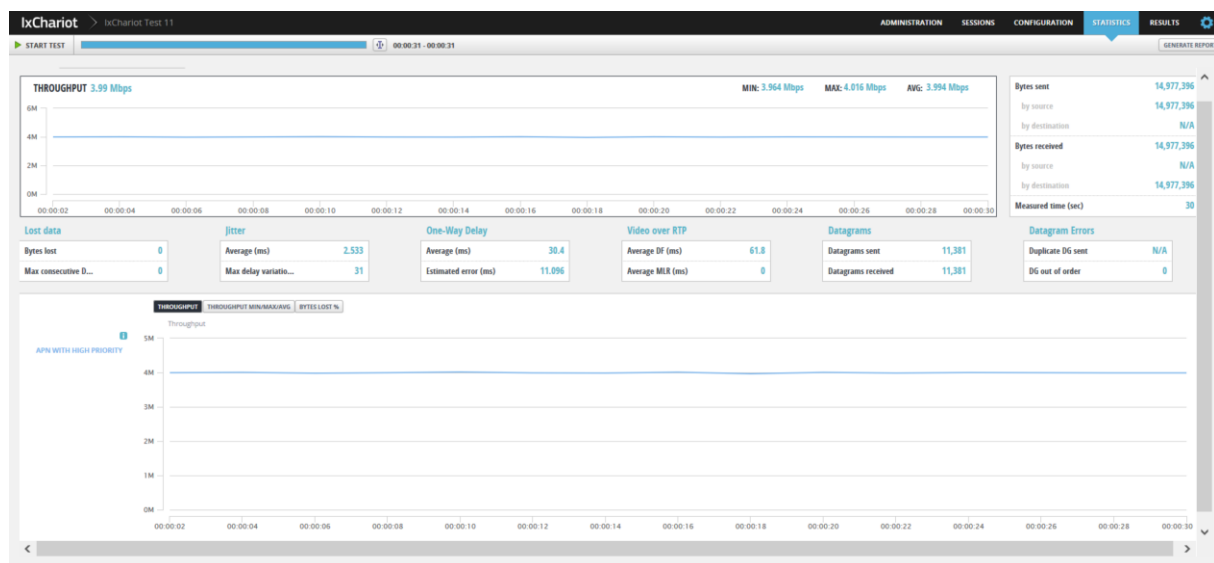 IxChariot > IxChariot Test 11 ADMINISTRATION SESSIONS CONFIGURATION STATISTICS RESULTS
START TEST 00:00:31 - 00:00:31 GENERATE REPOR
THROUGHPUT 3.99 Mbps MIN: 3.964 Mbps MAX: 4.016 Mbps AVG: 3.994 Mbps
6M
4M
2M
0M
00:00:02 00:00:04 00:00:06 00:00:08 00:00:10 00:00:12 00:00:14 00:00:16 00:00:18 00:00:20 00:00:22 00:00:24 00:00:26 00:00:28 00:00:30
Bytes sent 14,977,396
by source 14,977,396
by destination N/A
Bytes received 14,977,396
by source N/A
by destination 14,977,396
Measured time (sec) 30
Lost data Jitter One-Way Delay Video over RTP Datagrams Datagram Errors
Bytes lost 0 Average (ms) 2.533 Average (ms) 30.4 Average DF (ms) 61.8 Datagrams sent 11,381 Duplicate DG sent N/A
Max consecutive D... 0 Max delay variatio... 31 Estimated error (ms) 11.096 Average MLR (ms) 0 Datagrams received 11,381 DG out of order 0
THROUGHPUT THROUGHPUT MIN/MAX/AVG BYTES LOST %
Throughput
APN WITH HIGH PRIORITY
5M
4M
3M
2M
1M
0M
00:00:02 00:00:04 00:00:06 00:00:08 00:00:10 00:00:12 00:00:14 00:00:16 00:00:18 00:00:20 00:00:22 00:00:24 00:00:26 00:00:28 00:00:30